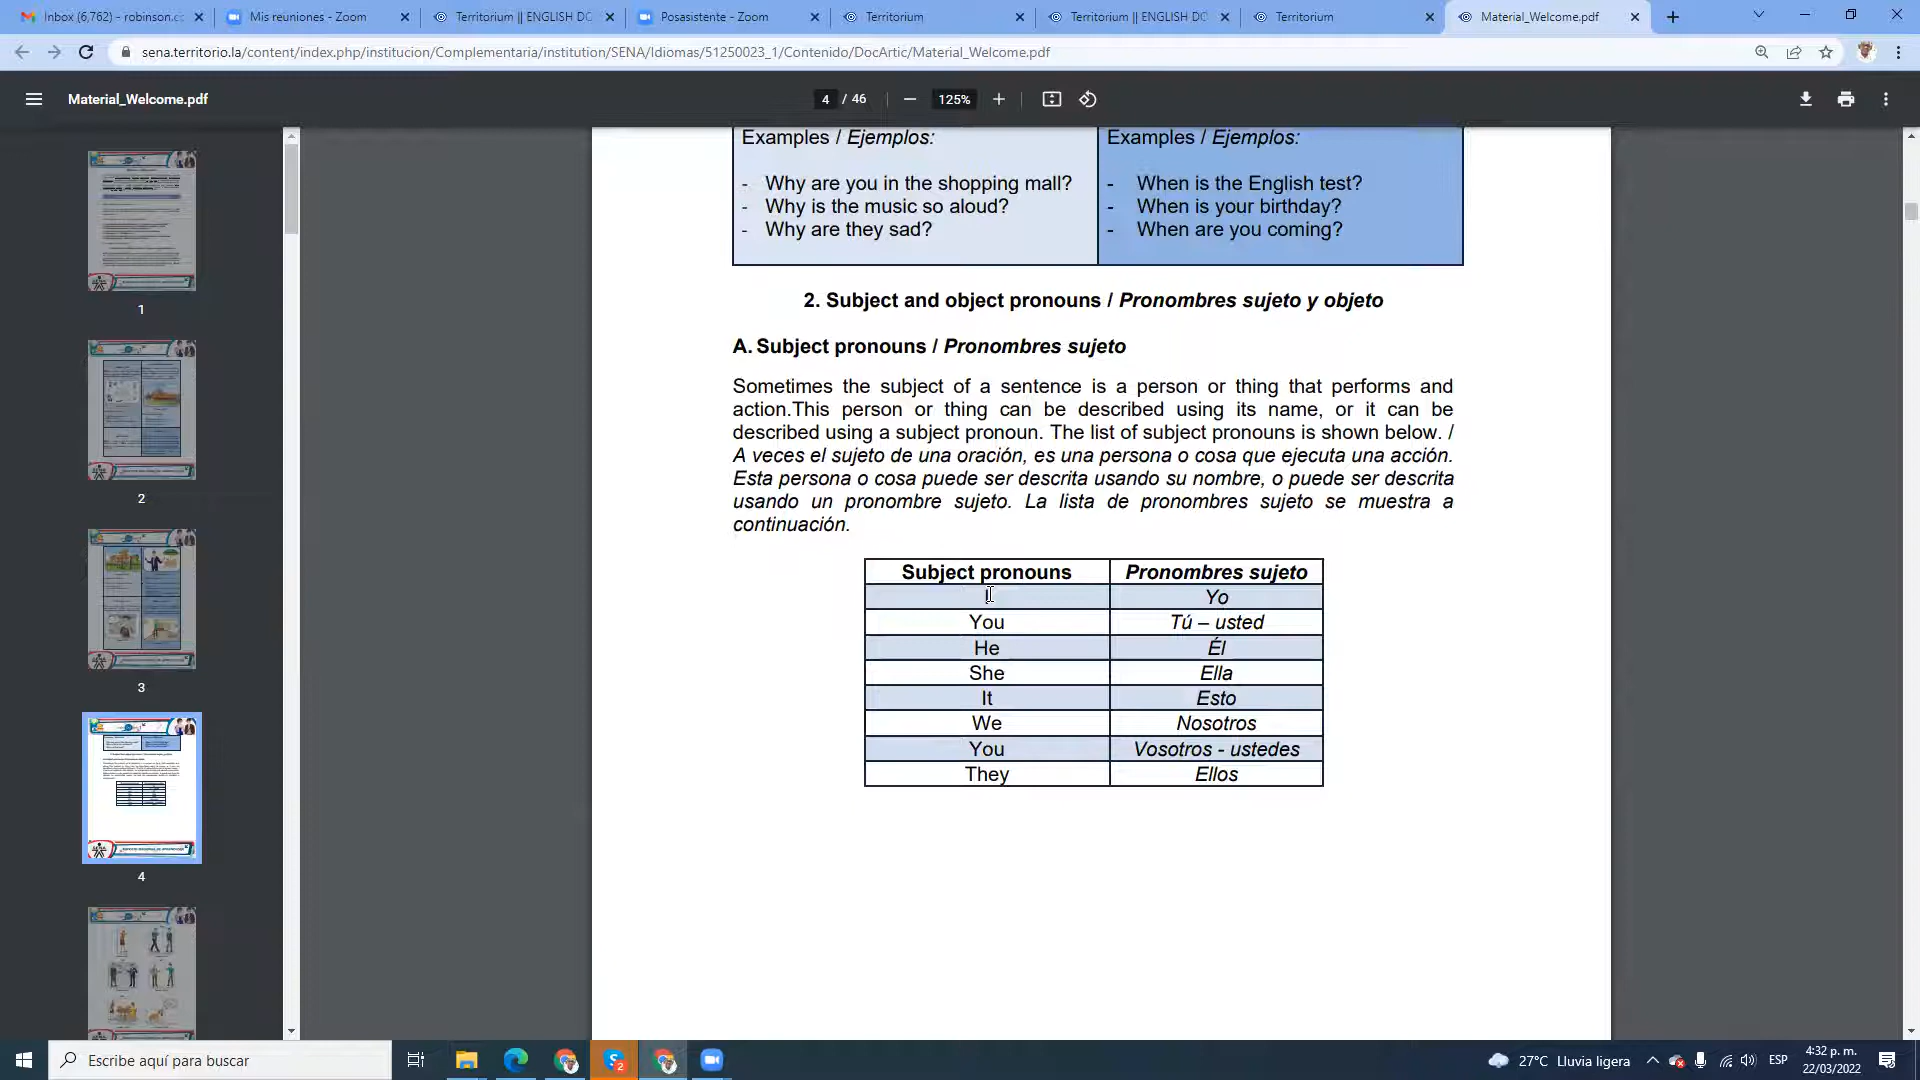 Inbox (6,762) - robinson.c
Mis reuniones - Zoom
Territorium || ENGLISH DO
Posasistente - Zoom
Territorium
Territorium || ENGLISH DO
Territorium
Material_Welcome.pdf
sena.territorio.la/content/index.php/institucion/Complementaria/institution/SENA/Idiomas/51250023_1/Contenido/DocArtic/Material_Welcome.pdf
Material_Welcome.pdf
4 / 46
125%
1
2
3
4
Examples / Ejemplos:
- Why are you in the shopping mall?
- Why is the music so aloud?
- Why are they sad?
Examples / Ejemplos:
- When is the English test?
- When is your birthday?
- When are you coming?
2. Subject and object pronouns / Pronombres sujeto y objeto
A. Subject pronouns / Pronombres sujeto
Sometimes the subject of a sentence is a person or thing that performs and
action.This person or thing can be described using its name, or it can be
described using a subject pronoun. The list of subject pronouns is shown below. /
A veces el sujeto de una oración, es una persona o cosa que ejecuta una acción.
Esta persona o cosa puede ser descrita usando su nombre, o puede ser descrita
usando un pronombre sujeto. La lista de pronombres sujeto se muestra a
continuación.
Subject pronouns Pronombres sujeto
I Yo
You Tú – usted
He Él
She Ella
It Esto
We Nosotros
You Vosotros - ustedes
They Ellos
Escribe aquí para buscar
2
27°C Lluvia ligera
ESP
4:32 p. m.
22/03/2022